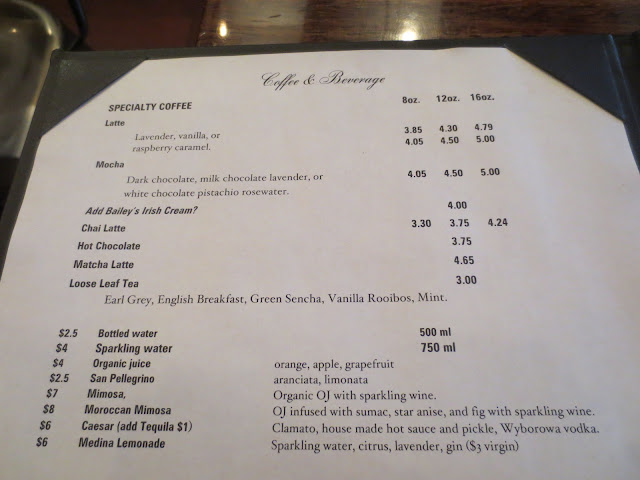 Coffee & Beverage
SPECIALTY COFFEE 8oz. 12oz. 16oz.
Latte 3.85 4.30 4.79
Lavender, vanilla, or 4.05 4.50 5.00
raspberry caramel.
Mocha 4.05 4.50 5.00
Dark chocolate, milk chocolate lavender, or
white chocolate pistachio rosewater.
Add Bailey's Irish Cream? 4.00
Chai Latte 3.30 3.75 4.24
Hot Chocolate 3.75
Matcha Latte 4.65
Loose Leaf Tea 3.00
Earl Grey, English Breakfast, Green Sencha, Vanilla Rooibos, Mint.
$2.5 Bottled water 500 ml
$4 Sparkling water 750 ml
$4 Organic juice orange, apple, grapefruit
$2.5 San Pellegrino aranciata, limonata
$7 Mimosa, Organic OJ with sparkling wine.
$8 Moroccan Mimosa OJ infused with sumac, star anise, and fig with sparkling wine.
$6 Caesar (add Tequila $1) Clamato, house made hot sauce and pickle, Wyborowa vodka.
$6 Medina Lemonade Sparkling water, citrus, lavender, gin ($3 virgin)